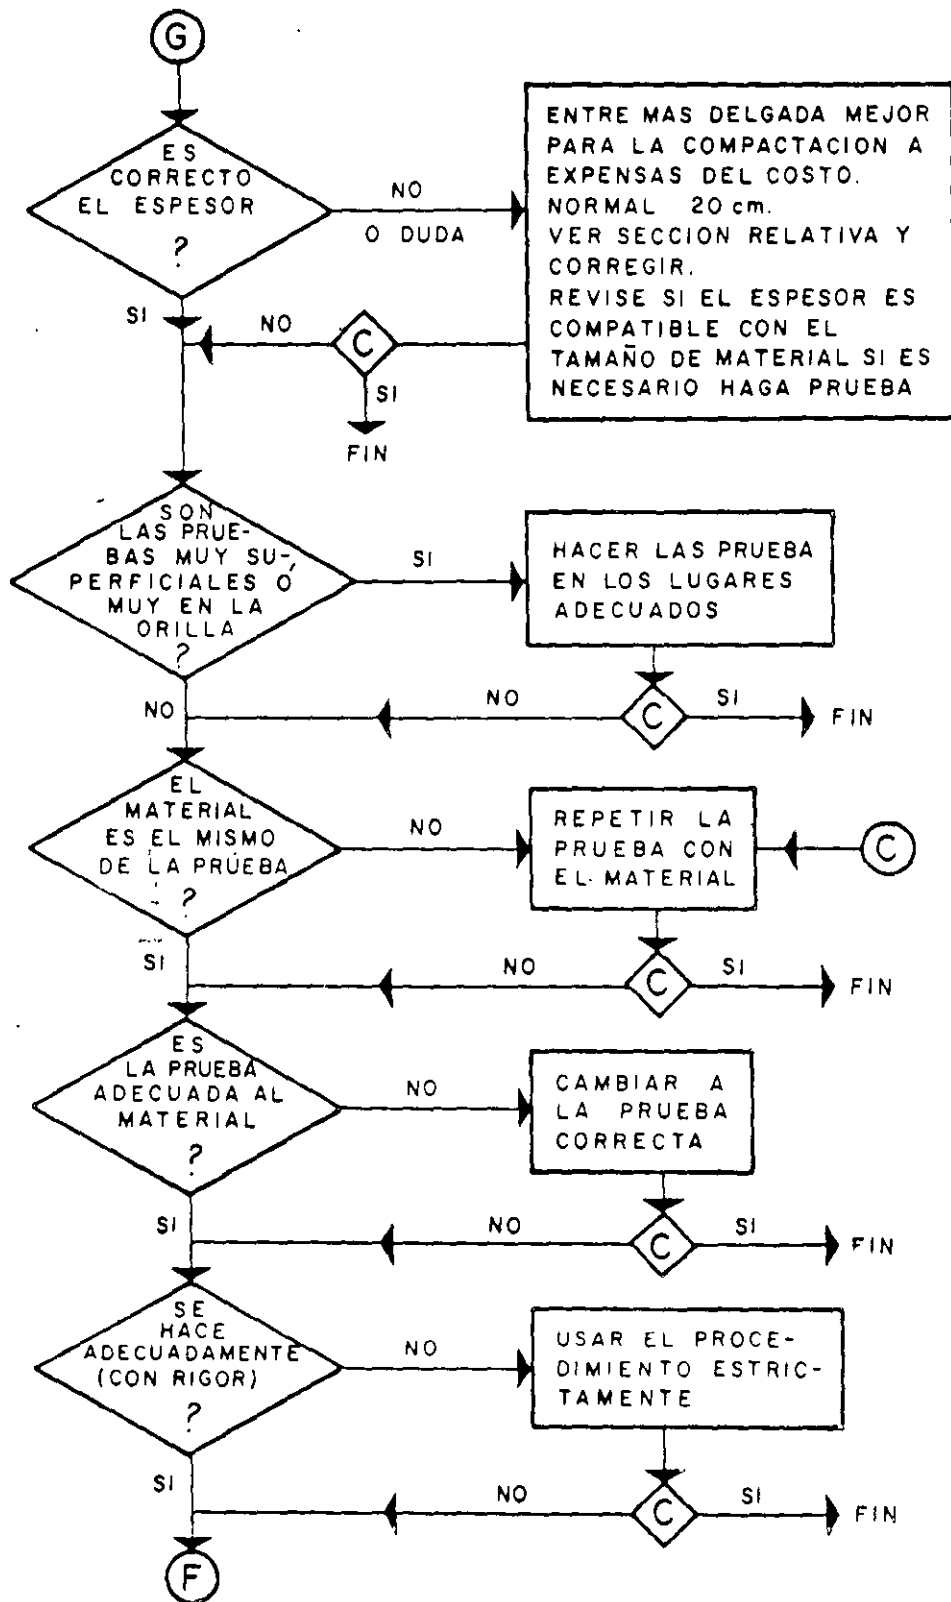 G
ES
CORRECTO
EL ESPESOR
?
NO
O DUDA
ENTRE MAS DELGADA MEJOR
PARA LA COMPACTACION A
EXPENSAS DEL COSTO.
NORMAL 20 cm.
VER SECCION RELATIVA Y
CORREGIR.
REVISE SI EL ESPESOR ES
COMPATIBLE CON EL
TAMAÑO DE MATERIAL SI ES
NECESARIO HAGA PRUEBA
SI
NO
C
SI
FIN
SON
LAS PRUE-
BAS MUY SU-
PERFICIALES Ó
MUY EN LA
ORILLA
?
SI
HACER LAS PRUEBA
EN LOS LUGARES
ADECUADOS
NO
NO
C
SI
FIN
EL
MATERIAL
ES EL MISMO
DE LA PRUEBA
?
NO
REPETIR LA
PRUEBA CON
EL MATERIAL
C
SI
NO
C
SI
FIN
ES
LA PRUEBA
ADECUADA AL
MATERIAL
?
NO
CAMBIAR A
LA PRUEBA
CORRECTA
SI
NO
C
SI
FIN
SE
HACE
ADECUADAMENTE
(CON RIGOR)
?
NO
USAR EL PROCE-
DIMIENTO ESTRIC-
TAMENTE
SI
NO
C
SI
FIN
F